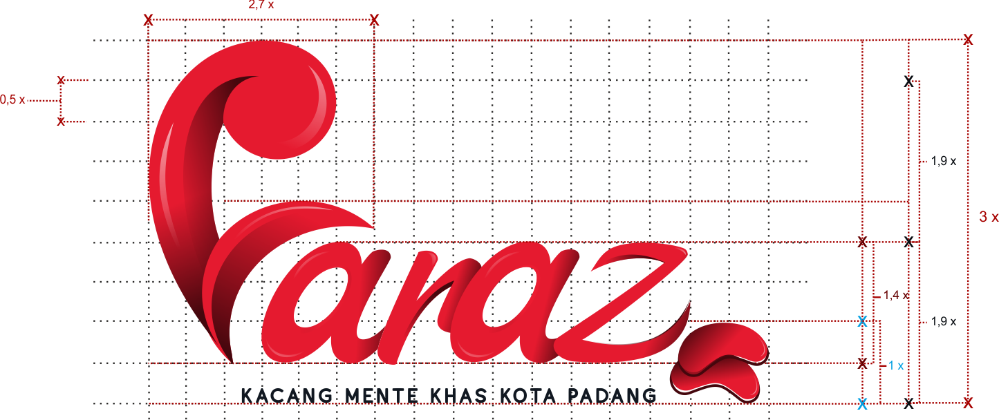 2,7 x
X X
X
X
X
0,5 x
X
1,9 x
3 x
Faraz
X X
1,4 x
X
1,9 x
X
1 x
KACANG MENTE KHAS KOTA PADANG
X X X